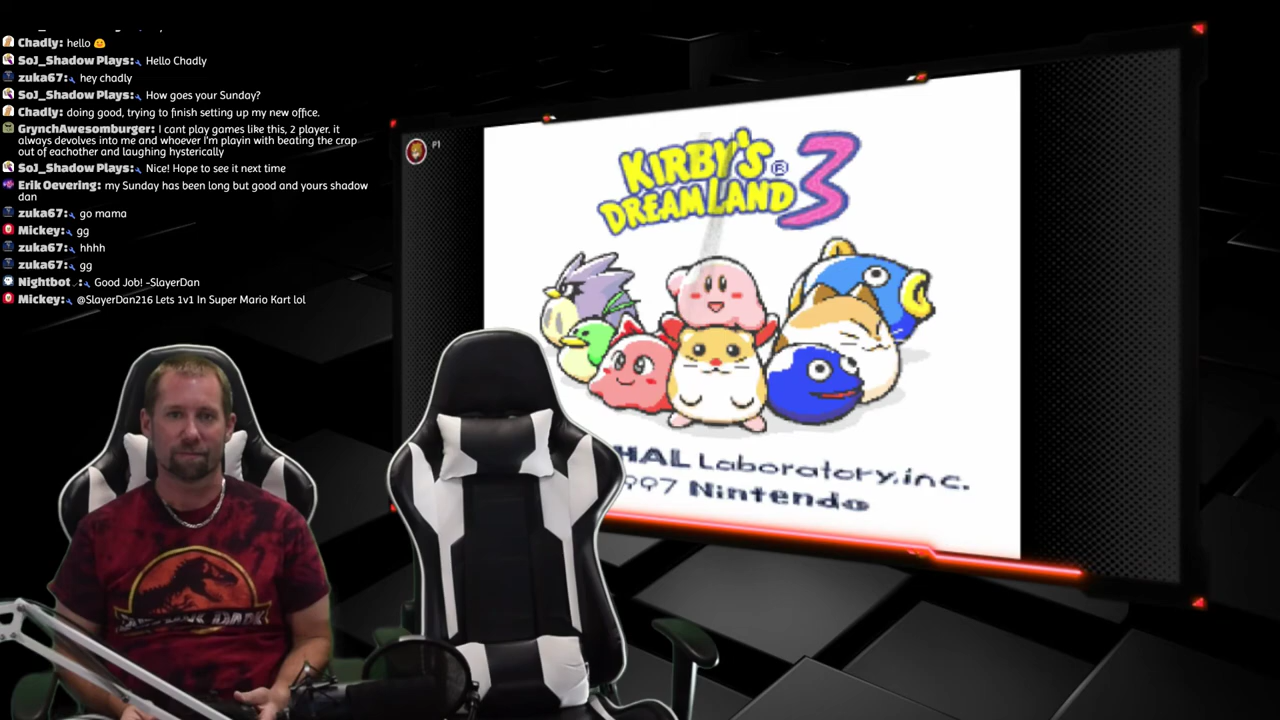 Chadly: hello
SoJ_Shadow Plays: Hello Chadly
zuka67: hey chadly
SoJ_Shadow Plays: How goes your Sunday?
Chadly: doing good, trying to finish setting up my new office.
GrynchAwesomburger: I cant play games like this, 2 player. it
always devolves into me and whoever I'm playin with beating the crap
out of eachother and laughing hysterically
SoJ_Shadow Plays: Nice! Hope to see it next time
Erik Oevering: my Sunday has been long but good and yours shadow
dan
zuka67: go mama
Mickey: gg
zuka67: hhhh
zuka67: gg
Nightbot: Good Job! -SlayerDan
Mickey: @SlayerDan216 Lets 1v1 In Super Mario Kart lol
P1
KIRBY'S®
DREAM LAND 3
HAL Laboratory,inc.
997 Nintendo